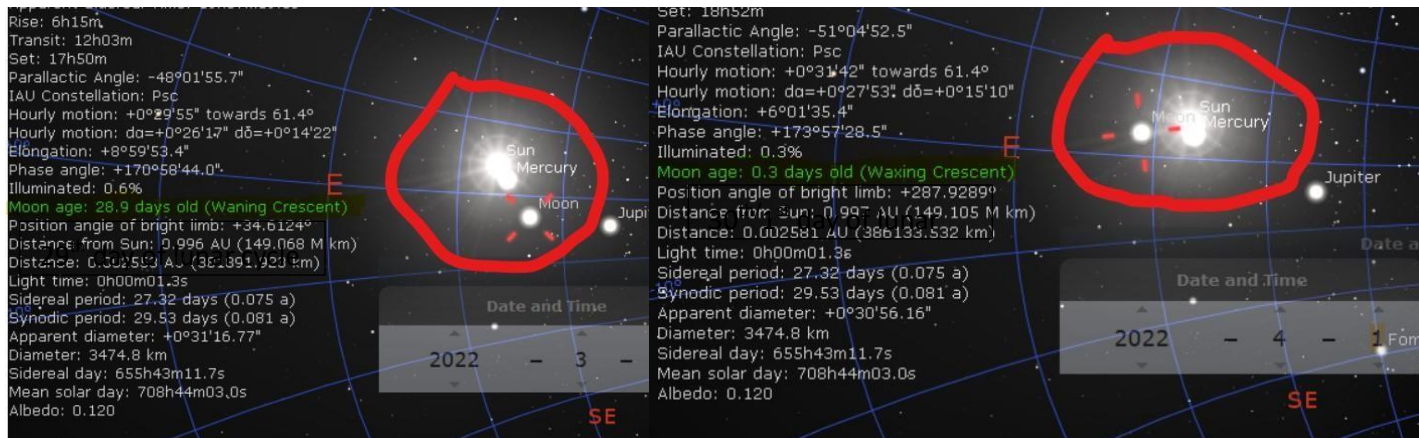 Rise: 6h15m
Transit: 12h03m
Set: 17h50m
Parallactic Angle: -48°01'55.7"
IAU Constellation: Psc
Hourly motion: +0°29'55" towards 61.4°
Hourly motion: dα=+0°26'17" dδ=+0°14'22"
Elongation: +8°59'53.4"
Phase angle: +170°58'44.0"
Illuminated: 0.6%
Moon age: 28.9 days old (Waning Crescent)
Position angle of bright limb: +34.6124°
Distance from Sun: 0.996 AU (149.068 M km)
Distance:
Light time: 0h00m01.3s
Sidereal period: 27.32 days (0.075 a)
Synodic period: 29.53 days (0.081 a)
Apparent diameter: +0°31'16.77"
Diameter: 3474.8 km
Sidereal day: 655h43m11.7s
Mean solar day: 708h44m03.0s
Albedo: 0.120
E
Sun
Mercury
Moon
Jupi
Date and Time
2022 - 3 -
SE
Set: 18h52m
Parallactic Angle: -51°04'52.5"
IAU Constellation: Psc
Hourly motion: +0°31'42" towards 61.4°
Hourly motion: dα=+0°27'53" dδ=+0°15'10"
Elongation: +6°01'35.4"
Phase angle: +173°57'28.5"
Illuminated: 0.3%
Moon age: 0.3 days old (Waxing Crescent)
Position angle of bright limb: +287.9289°
Distance from Sun: 0.997 AU (149.105 M km)
Distance: 0.002581 AU (386133.532 km)
Light time: 0h00m01.3s
Sidereal period: 27.32 days (0.075 a)
Synodic period: 29.53 days (0.081 a)
Apparent diameter: +0°30'56.16"
Diameter: 3474.8 km
Sidereal day: 655h43m11.7s
Mean solar day: 708h44m03.0s
Albedo: 0.120
E
Sun
Moon
Mercury
Jupiter
Date a
Date and Time
2022 - 4 - 1
Fom
SE